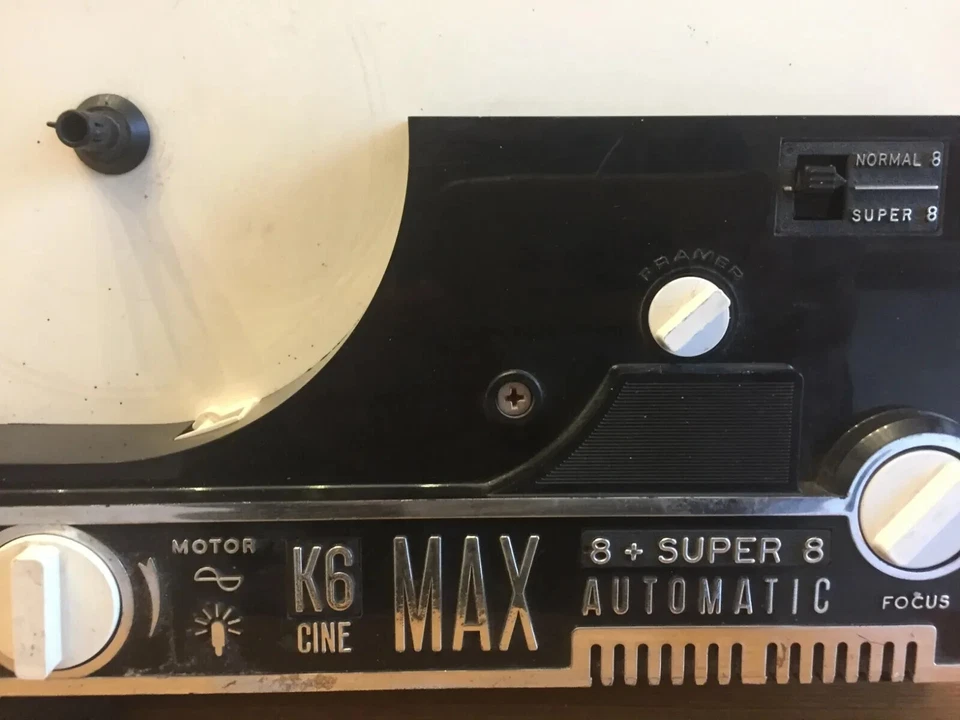 NORMAL 8
SUPER 8
FRAMER
MOTOR
K6
CINE
MAX
8 + SUPER 8
AUTOMATIC
FOCUS